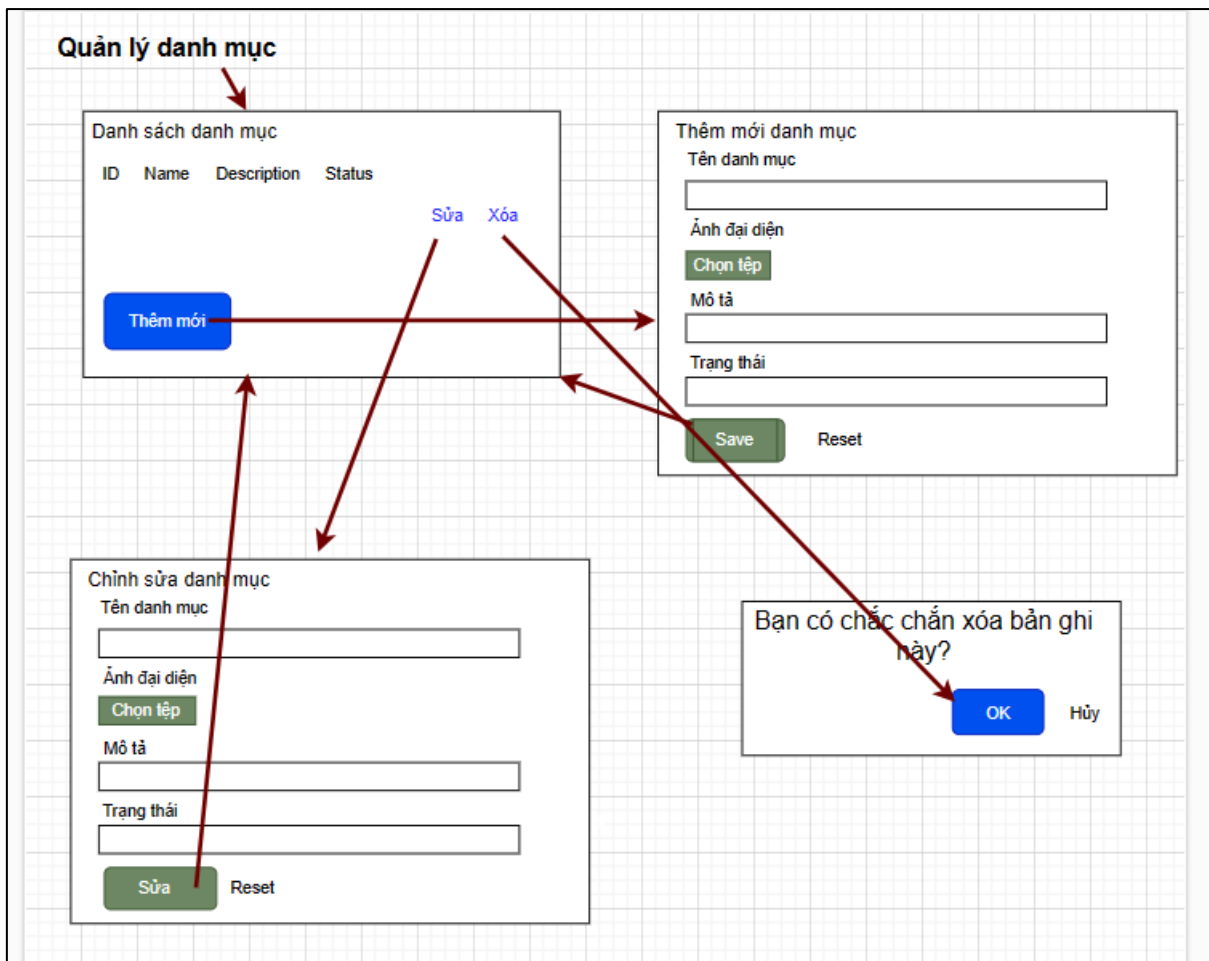 Quản lý danh mục
Danh sách danh mục
ID Name Description Status
Sửa Xóa
Thêm mới
Thêm mới danh mục
Tên danh mục
Ảnh đại diện
Chọn tệp
Mô tả
Trạng thái
Save Reset
Chỉnh sửa danh mục
Tên danh mục
Ảnh đại diện
Chọn tệp
Mô tả
Trạng thái
Sửa Reset
Bạn có chắc chắn xóa bản ghi
này?
OK Hủy